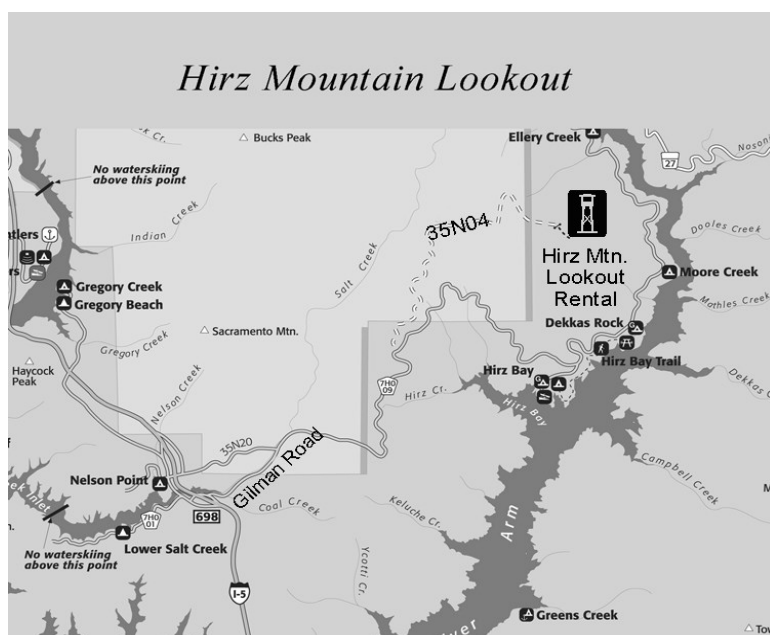 Hirz Mountain Lookout
Bucks Peak
Ellery Creek
27
No waterskiing
above this point
Indian Creek
Salt Creek
35N04
Dooles Creek
Hirz Mtn.
Lookout
Rental
Moore Creek
Gregory Creek
Gregory Beach
Mathles Creek
Dekkas Rock
Sacramento Mtn.
Gregory Creek
Haycock
Peak
Hirz Bay Trail
Hirz Bay
7H0
09
Hirz Cr.
Hirz Bay
Nelson Creek
35N20
Gilman Road
Nelson Point
Campbell Creek
698
Coal Creek
Keluche Cr.
7H0
01
Arm
Lower Salt Creek
No waterskiing
above this point
Ycotti Cr.
I-5
Greens Creek